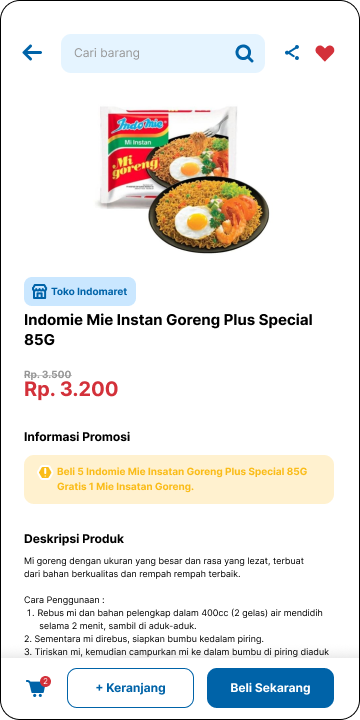 Cari barang
Indomie
Mi Instan
Mi
goreng
Toko Indomaret
Indomie Mie Instan Goreng Plus Special
85G
Rp. 3.500
Rp. 3.200
Informasi Promosi
Beli 5 Indomie Mie Insatan Goreng Plus Special 85G
Gratis 1 Mie Insatan Goreng.
Deskripsi Produk
Mi goreng dengan ukuran yang besar dan rasa yang lezat, terbuat
dari bahan berkualitas dan rempah rempah terbaik.
Cara Penggunaan :
1. Rebus mi dan bahan pelengkap dalam 400cc (2 gelas) air mendidih
selama 2 menit, sambil di aduk-aduk.
2. Sementara mi direbus, siapkan bumbu kedalam piring.
3. Tiriskan mi, kemudian campurkan mi ke dalam bumbu di piring diaduk
2
+ Keranjang
Beli Sekarang